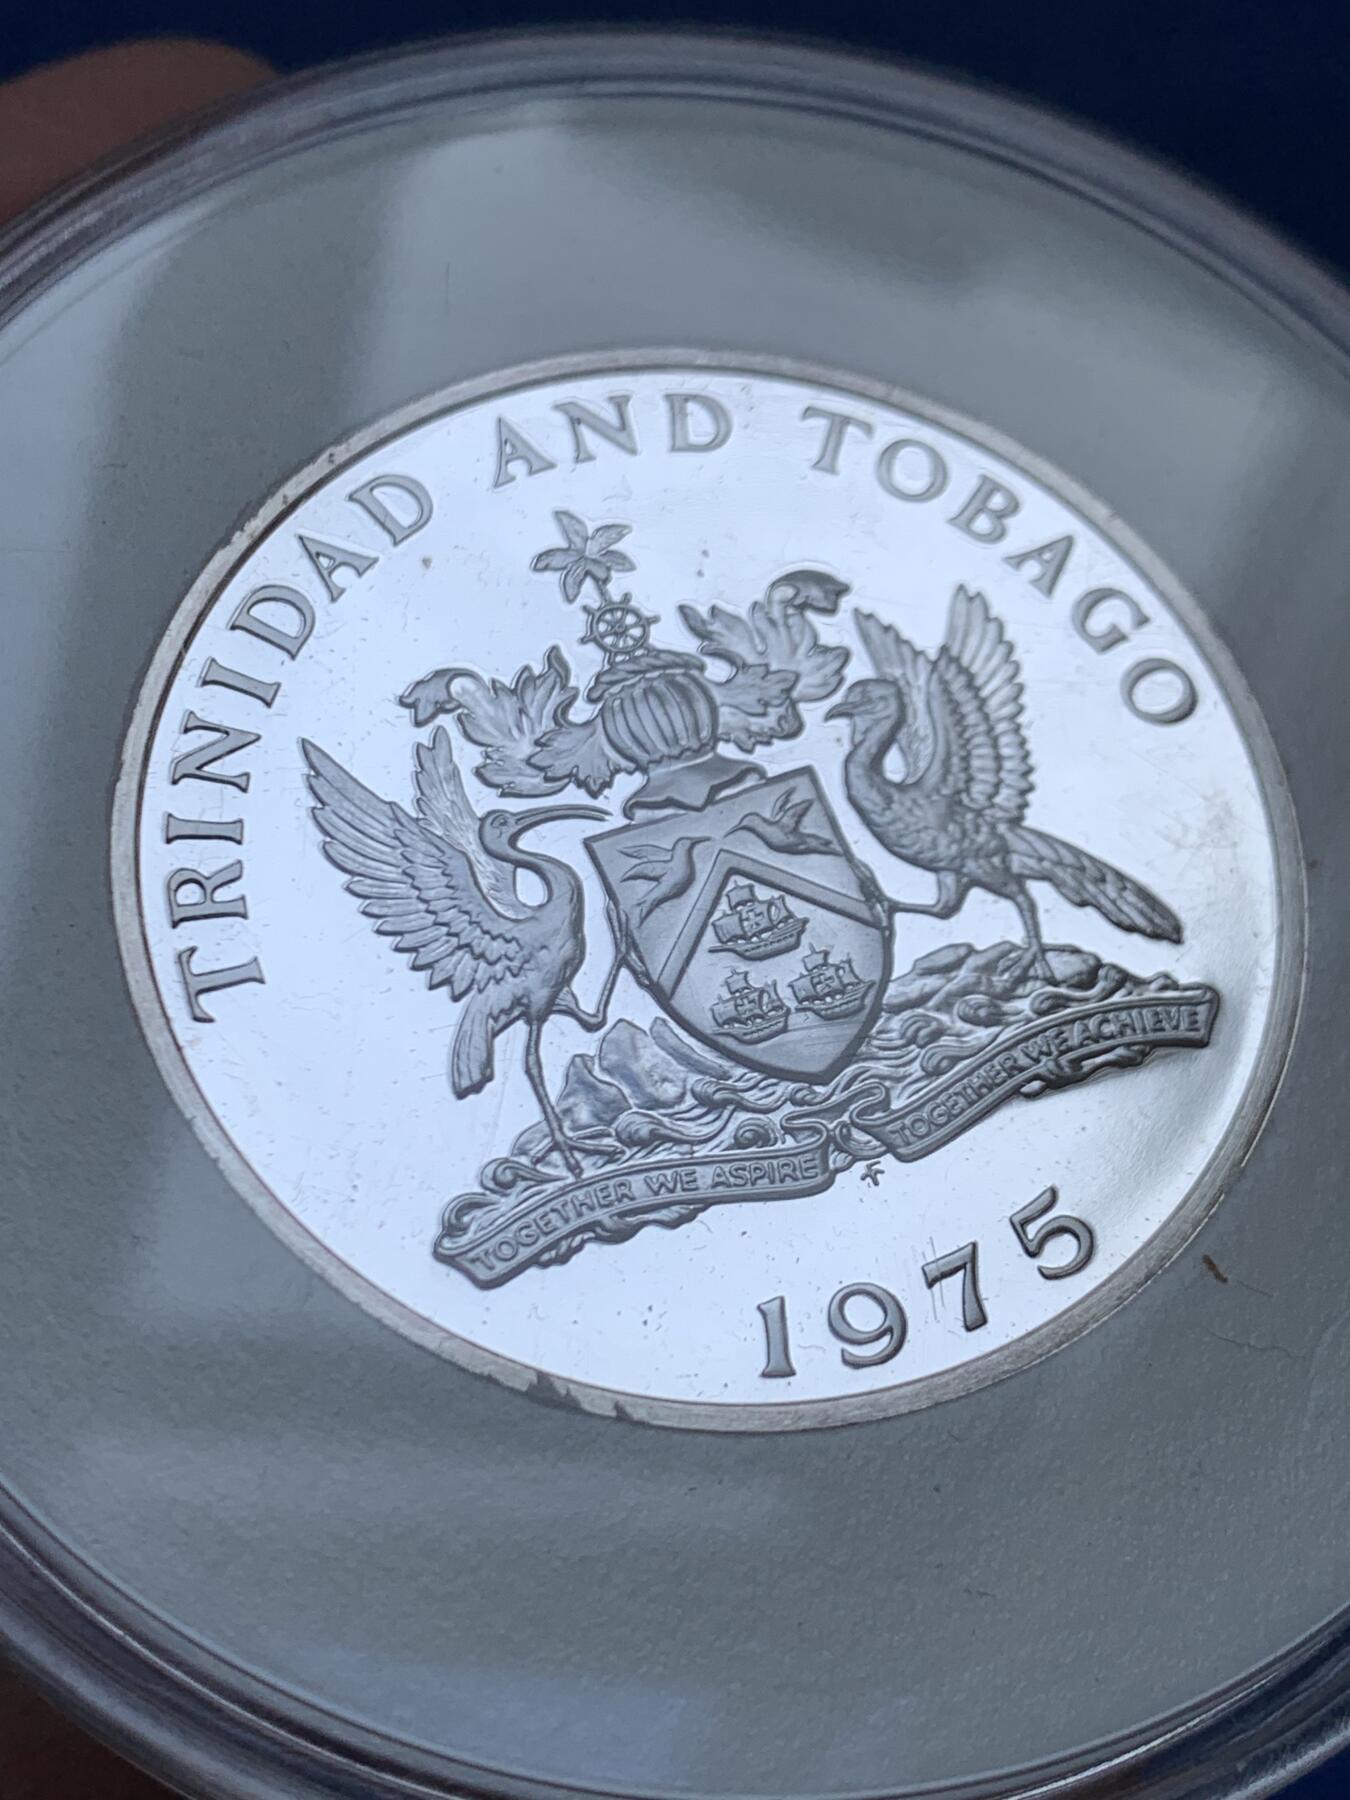 TRINIDAD AND TOBAGO
TOGETHER WE ASPIRE
TOGETHER WE ACHIEVE
1975